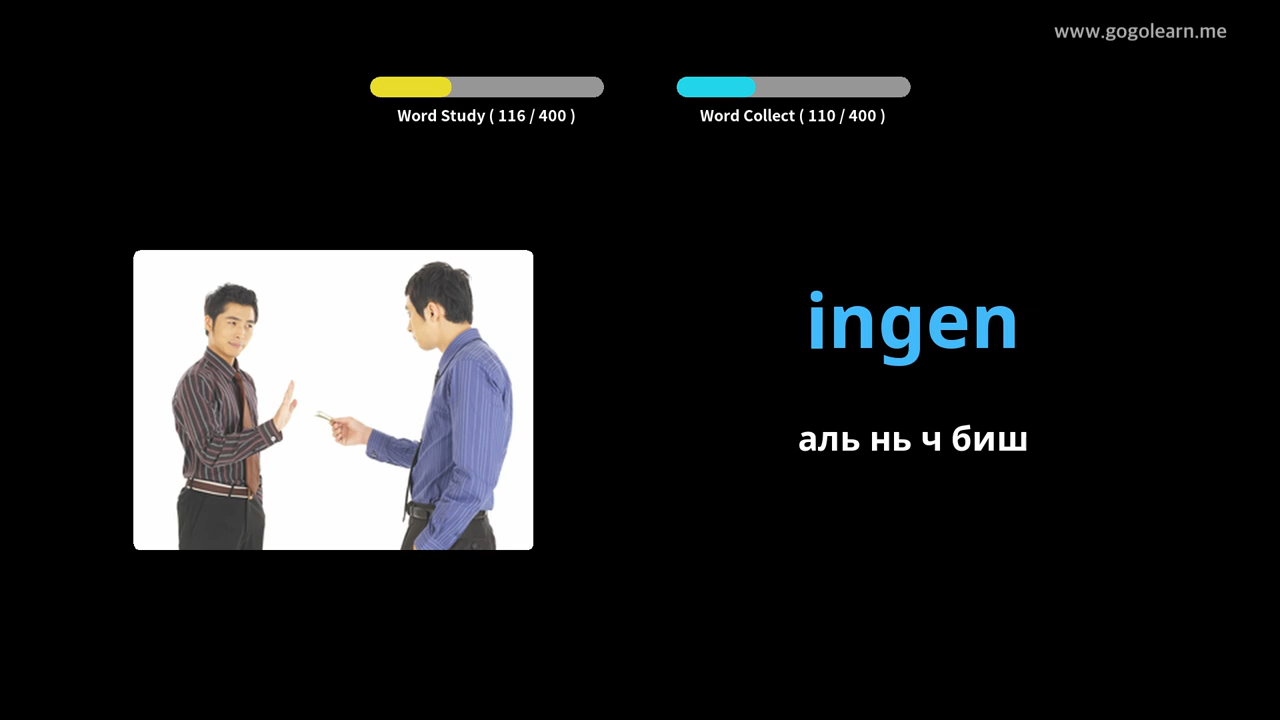 www.gogolearn.me
Word Study ( 116 / 400 )
Word Collect ( 110 / 400 )
ingen
аль нь ч биш